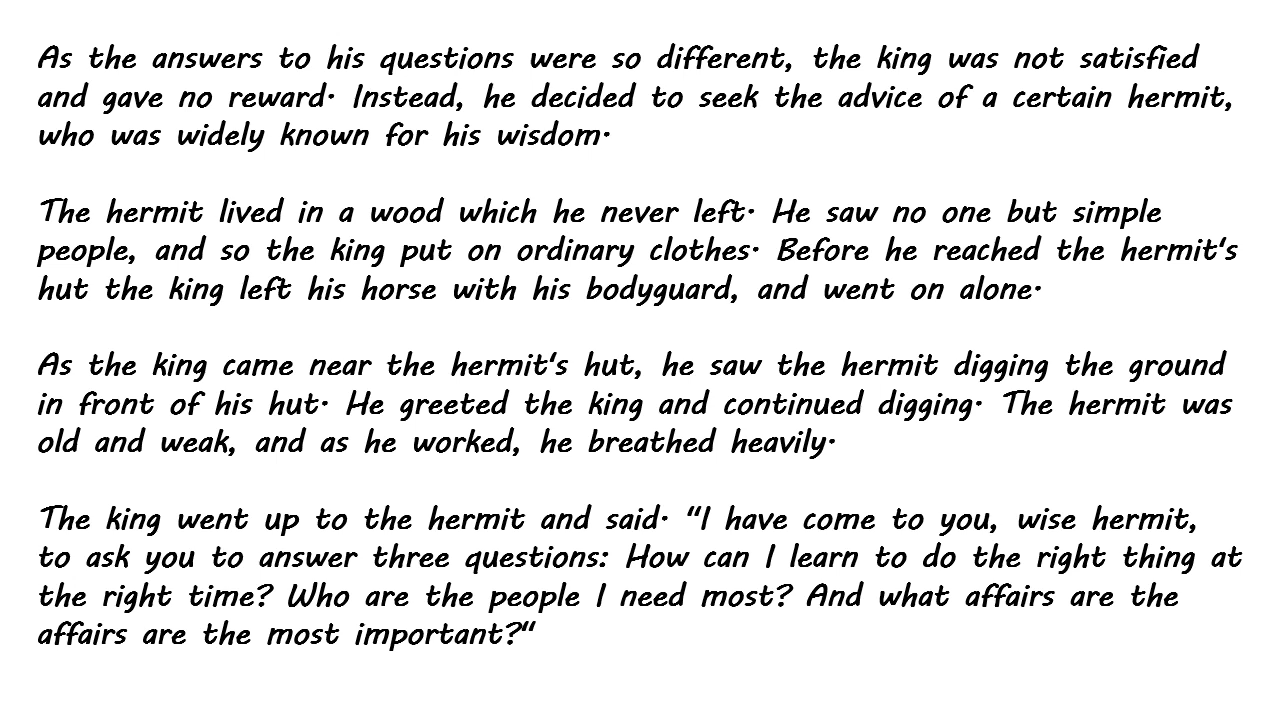 As the answers to his questions were so different, the king was not satisfied
and gave no reward. Instead, he decided to seek the advice of a certain hermit,
who was widely known for his wisdom.
The hermit lived in a wood which he never left. He saw no one but simple
people, and so the king put on ordinary clothes. Before he reached the hermit's
hut the king left his horse with his bodyguard, and went on alone.
As the king came near the hermit's hut, he saw the hermit digging the ground
in front of his hut. He greeted the king and continued digging. The hermit was
old and weak, and as he worked, he breathed heavily.
The king went up to the hermit and said. "I have come to you, wise hermit,
to ask you to answer three questions: How can I learn to do the right thing at
the right time? Who are the people I need most? And what affairs are the
affairs are the most important?"